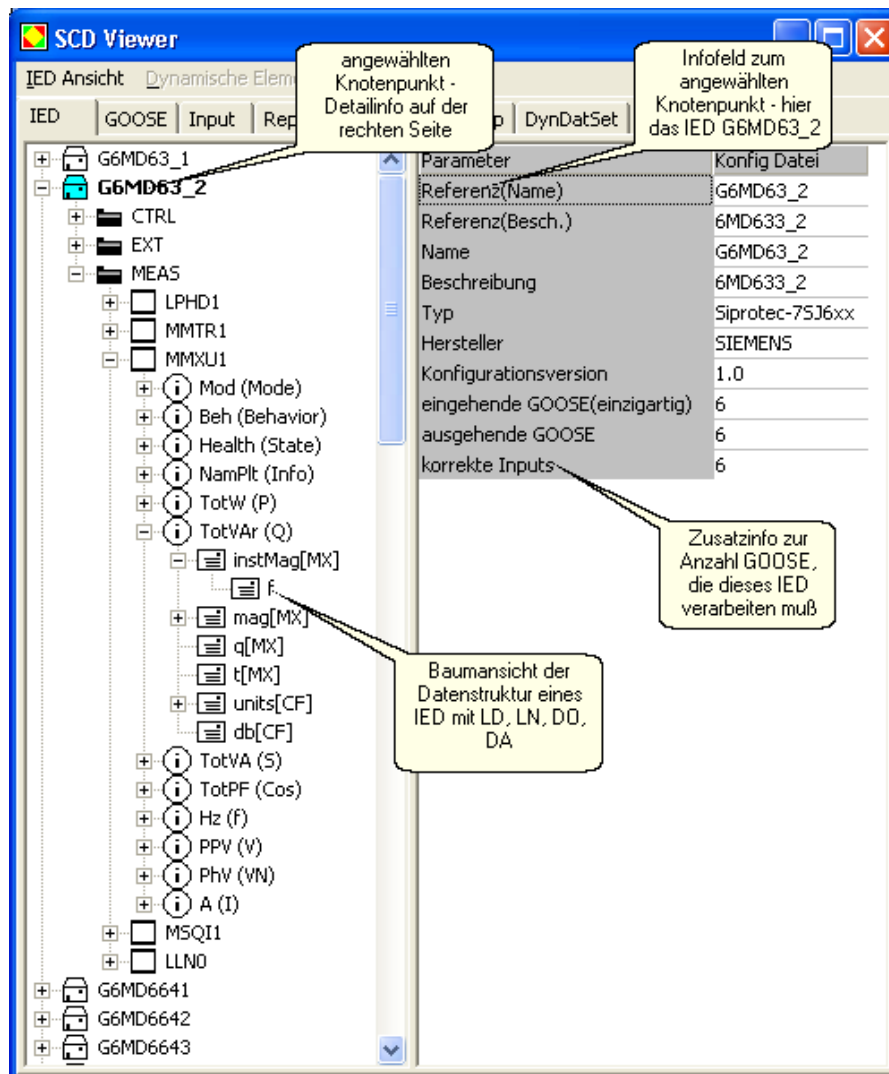 SCD Viewer
IED Ansicht Dynamische Elem
angewählten
Knotenpunkt -
Detailinfo auf der
rechten Seite
Infofeld zum
angewählten
Knotenpunkt - hier
das IED G6MD63_2
IED GOOSE Input Rep p DynDatSet
G6MD63_1
G6MD63_2
CTRL
EXT
MEAS
LPHD1
MMTR1
MMXU1
Mod (Mode)
Beh (Behavior)
Health (State)
NamPlt (Info)
TotW (P)
TotVAr (Q)
instMag[MX]
f
mag[MX]
q[MX]
t[MX]
units[CF]
db[CF]
TotVA (S)
TotPF (Cos)
Hz (f)
PPV (V)
PhV (VN)
A (I)
MSQI1
LLN0
G6MD6641
G6MD6642
G6MD6643
Parameter Konfig Datei
Referenz(Name) G6MD63_2
Referenz(Besch.) 6MD633_2
Name G6MD63_2
Beschreibung 6MD633_2
Typ Siprotec-7SJ6xx
Hersteller SIEMENS
Konfigurationsversion 1.0
eingehende GOOSE(einzigartig) 6
ausgehende GOOSE 6
korrekte Inputs 6
Zusatzinfo zur
Anzahl GOOSE,
die dieses IED
verarbeiten muß
Baumansicht der
Datenstruktur eines
IED mit LD, LN, DO,
DA